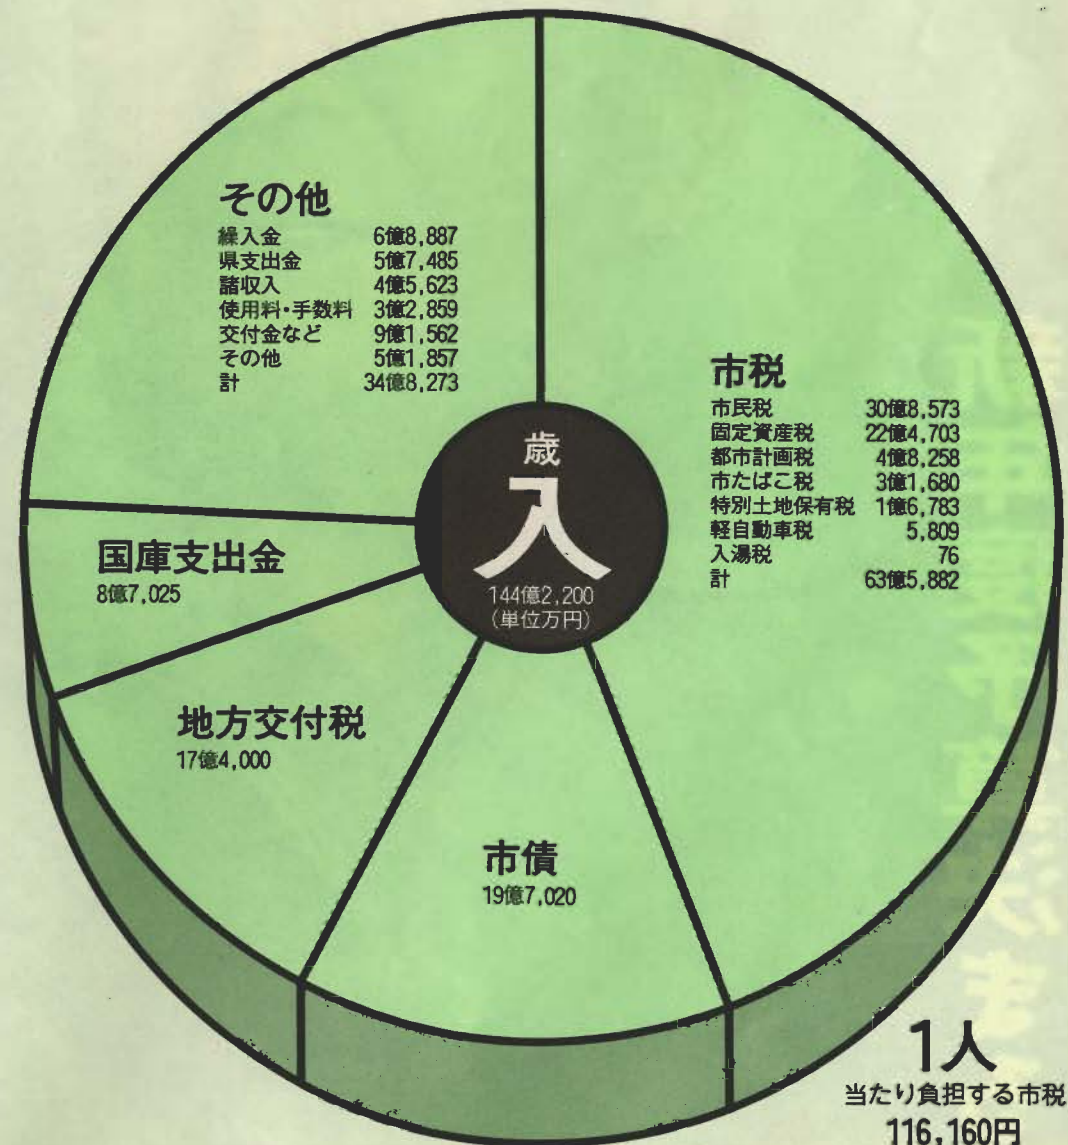 その他
繰入金 6億8,887
県支出金 5億7,485
諸収入 4億5,623
使用料・手数料 3億2,859
交付金など 9億1,562
その他 5億1,857
計 34億8,273
市税
市民税 30億8,573
固定資産税 22億4,703
都市計画税 4億8,258
市たばこ税 3億1,680
特別土地保有税 1億6,783
軽自動車税 5,809
入湯税 76
計 63億5,882
歳
入
144億2,200
(単位万円)
国庫支出金
8億7,025
地方交付税
17億4,000
市債
19億7,020
1人
当たり負担する市税
116,160円